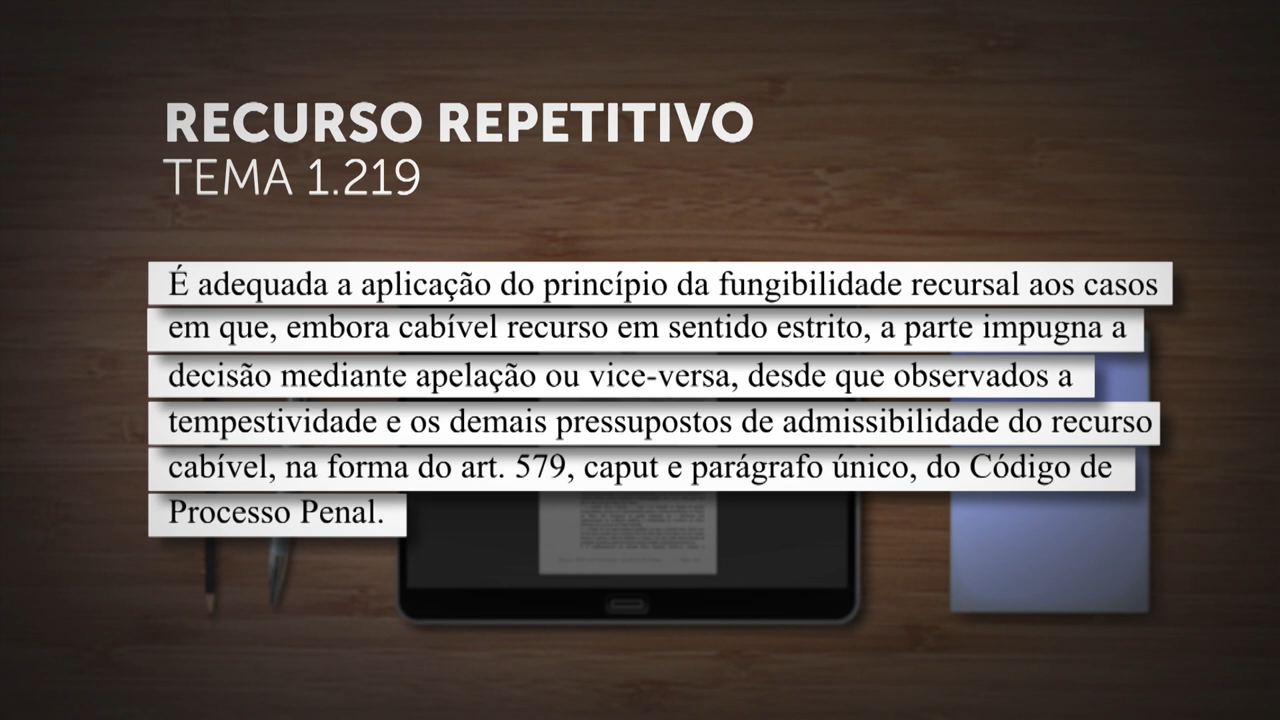 RECURSO REPETITIVO
TEMA 1.219
É adequada a aplicação do princípio da fungibilidade recursal aos casos
em que, embora cabível recurso em sentido estrito, a parte impugna a
decisão mediante apelação ou vice-versa, desde que observados a
tempestividade e os demais pressupostos de admissibilidade do recurso
cabível, na forma do art. 579, caput e parágrafo único, do Código de
Processo Penal.